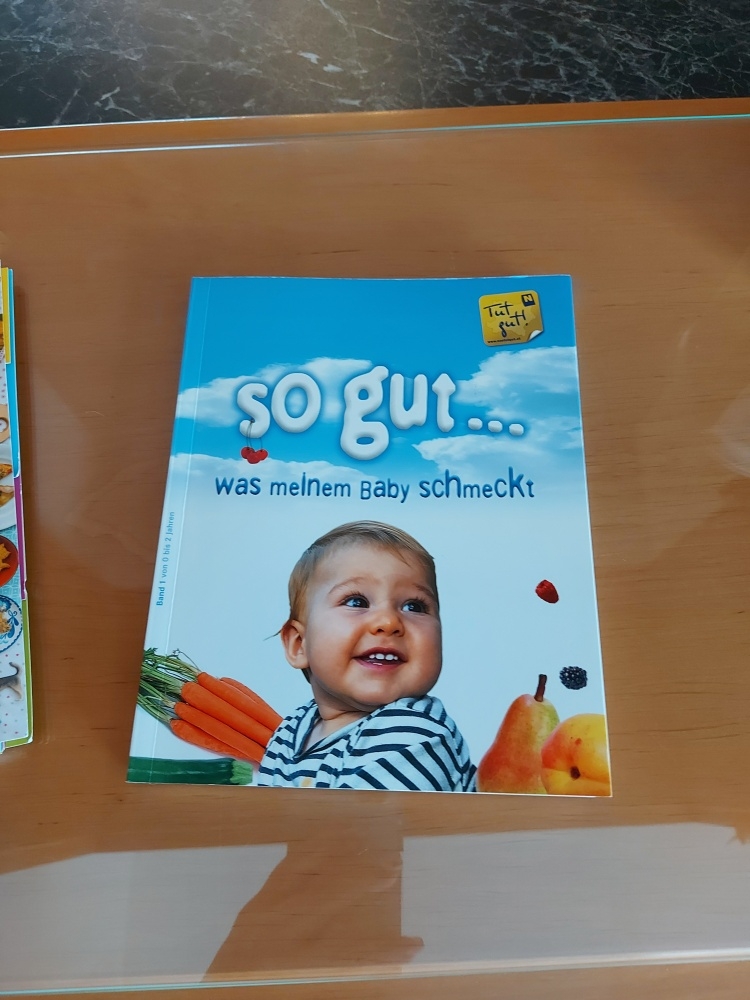 Tut
gut!
so gut...
was meinem Baby schmeckt
Band 1 von 0 bis 2 Jahren